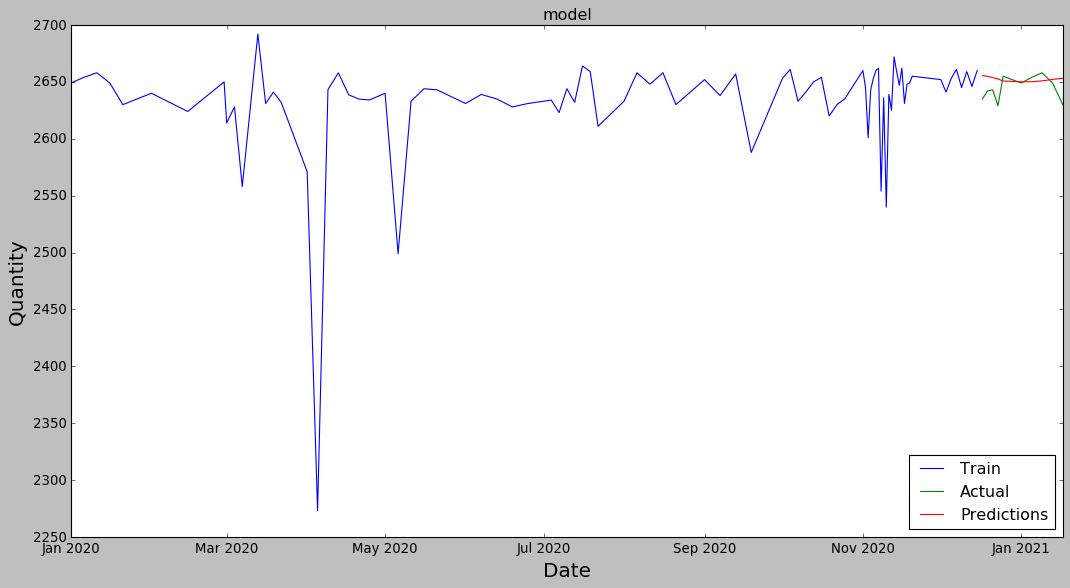 model
2700
2650
2600
2550
2500
2450
2400
2350
2300
2250
Quantity
Jan 2020 Mar 2020 May 2020 Jul 2020 Sep 2020 Nov 2020 Jan 2021
Date
Train
Actual
Predictions